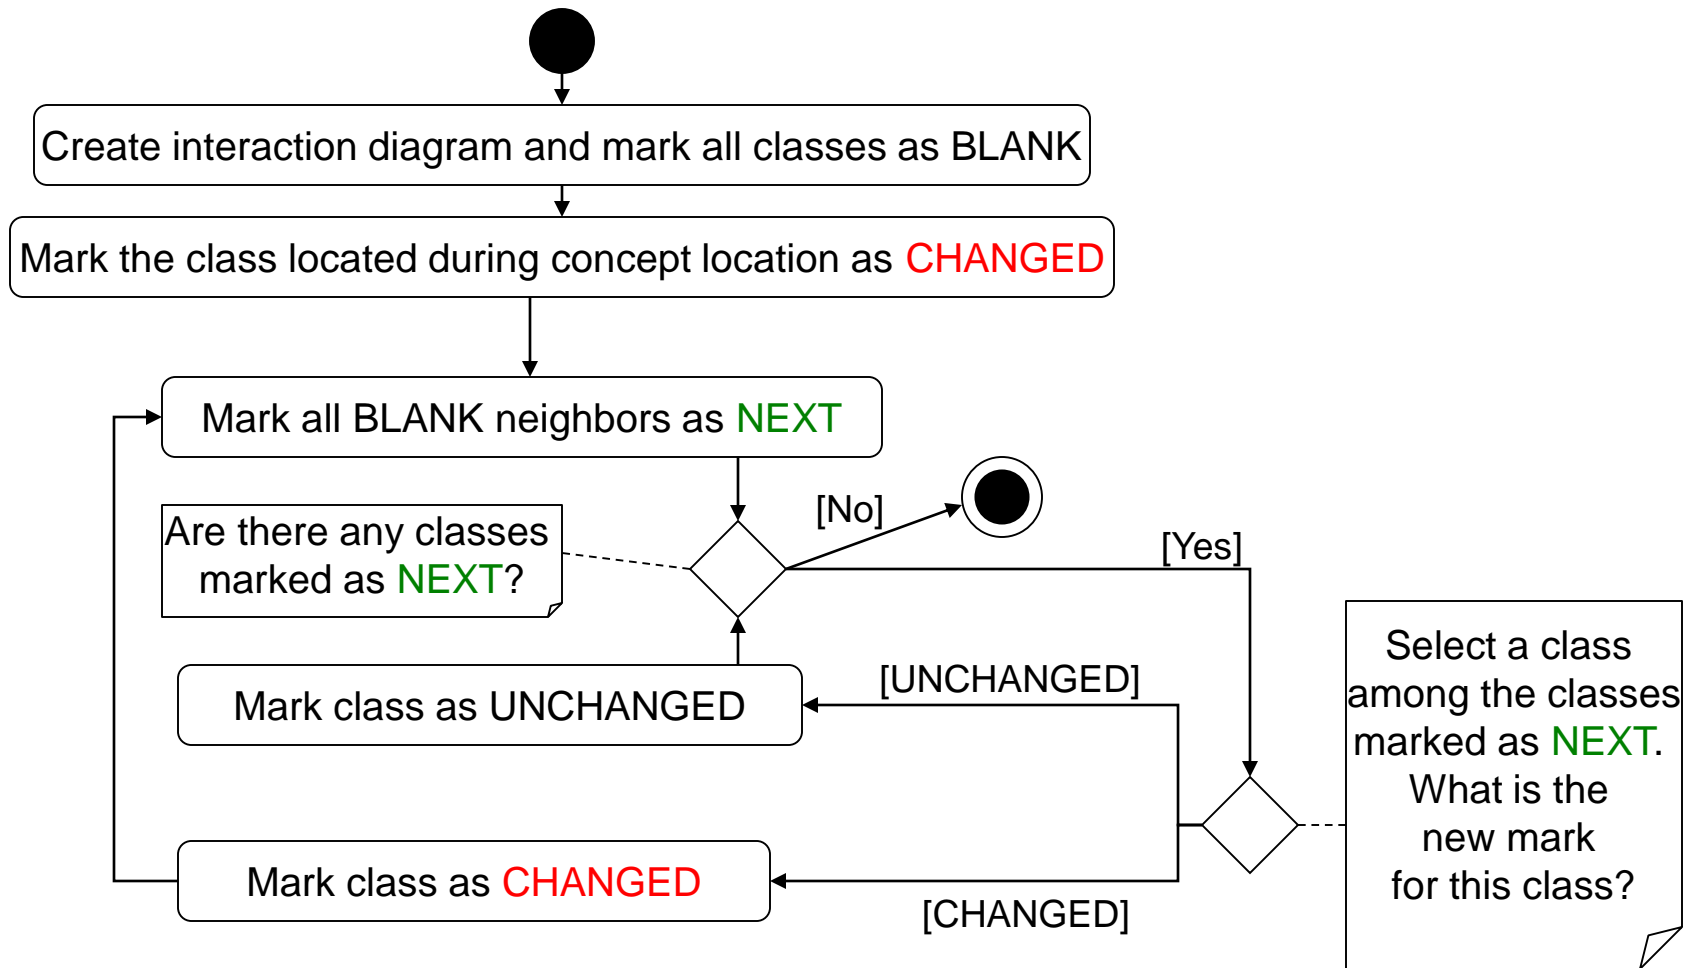 Create interaction diagram and mark all classes as BLANK
Mark the class located during concept location as CHANGED
Mark all BLANK neighbors as NEXT
[No]
Are there any classes
marked as NEXT?
[Yes]
Select a class
among the classes
marked as NEXT.
What is the
new mark
for this class?
[UNCHANGED]
Mark class as UNCHANGED
Mark class as CHANGED
[CHANGED]